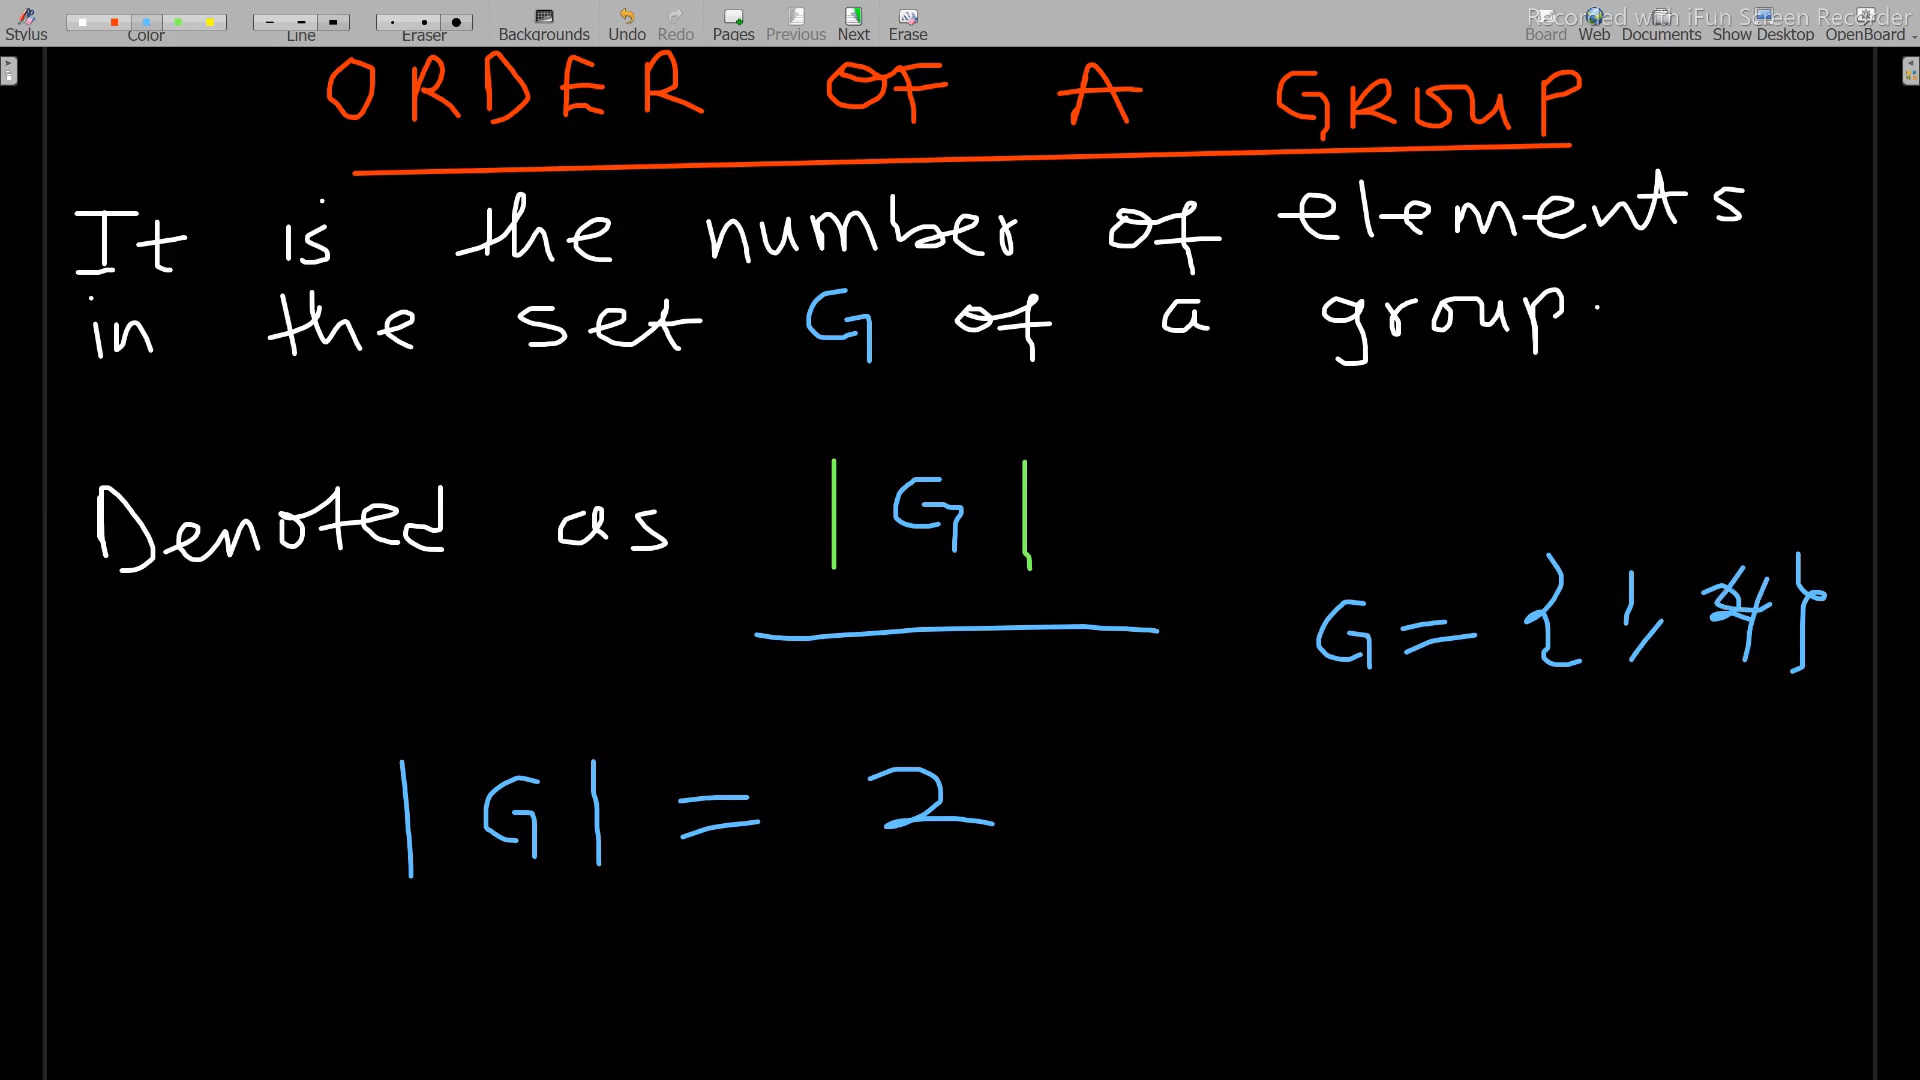 Recorded with iFun Screen Recorder
Stylus Color Line Eraser Backgrounds Undo Redo Pages Previous Next Erase Board Web Documents Show Desktop OpenBoard
ORDER OF A GROUP
It is the number of elements
in the set G of a group.
Denoted as |G|
G = {1, }
|G| = 2